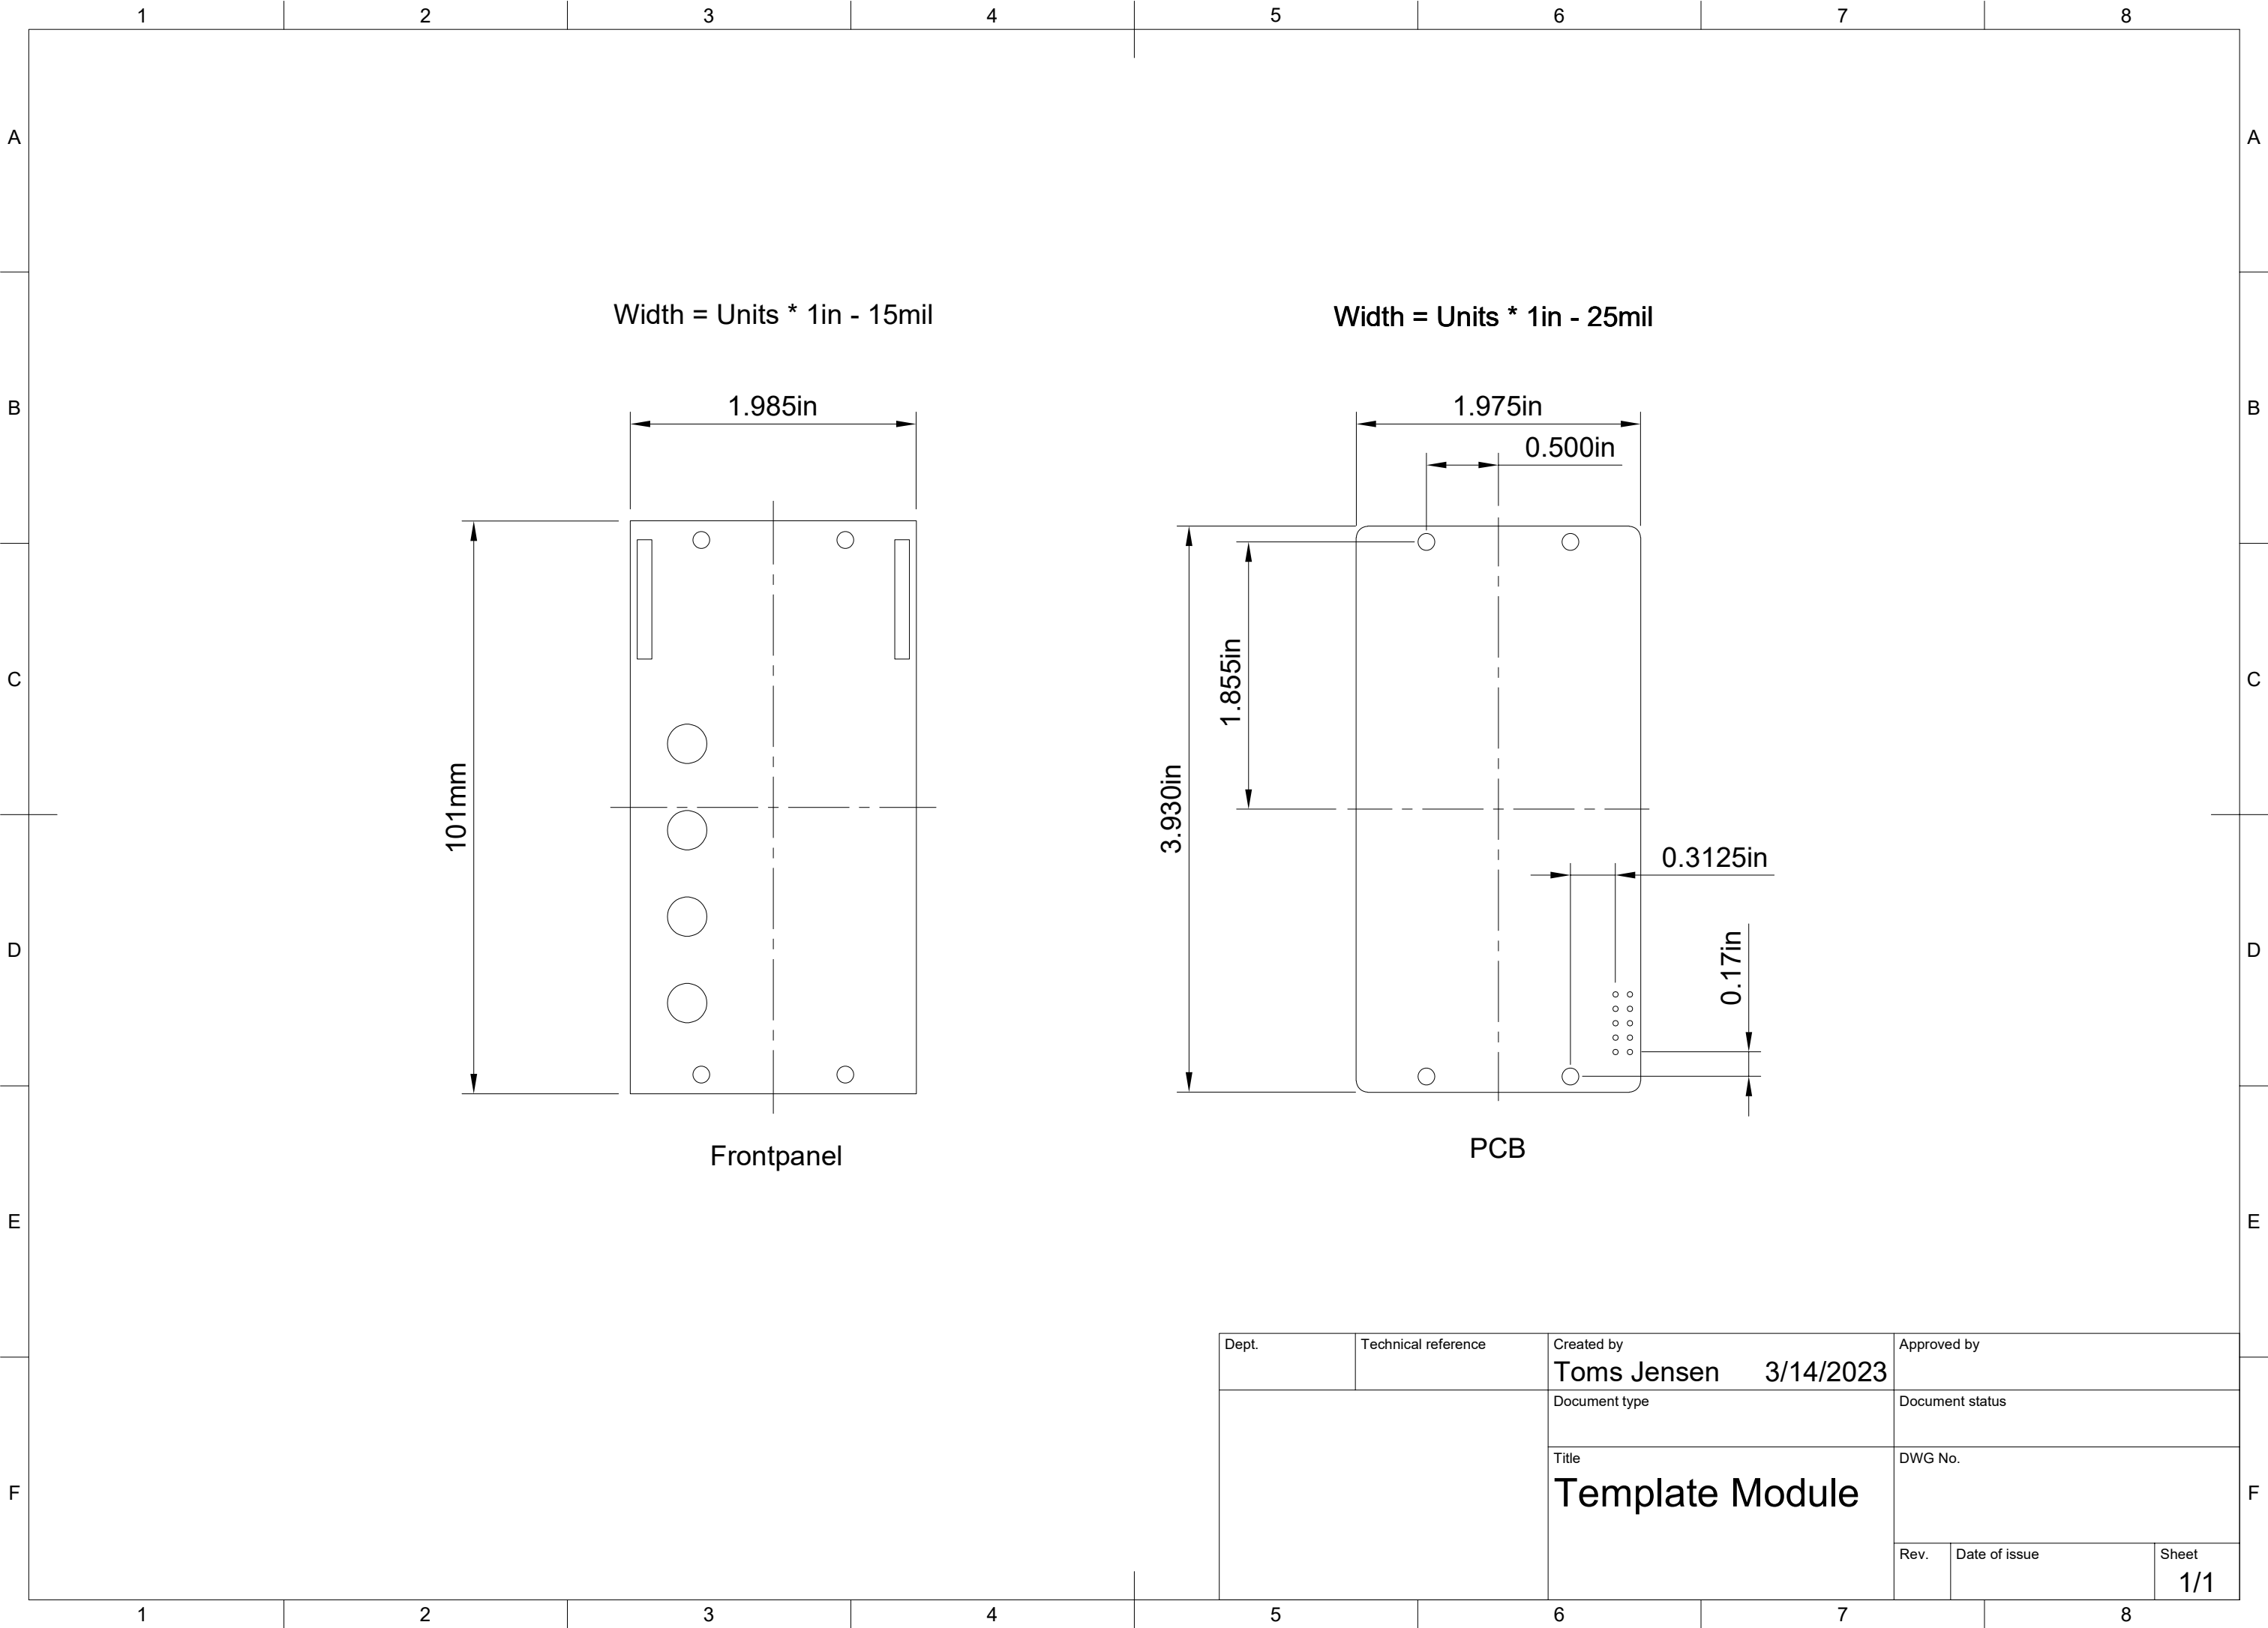 1 2 3 4 5 6 7 8
A A
Width = Units * 1in - 15mil
Width = Units * 1in - 25mil
B B
1.985in
1.975in
0.500in
C C
1.855in
101mm
3.930in
0.3125in
D D
0.17in
Frontpanel
PCB
E E
Dept.
Technical reference
Created by
Toms Jensen 3/14/2023
Approved by
Document type
Document status
Title
Template Module
DWG No.
F F
Rev.
Date of issue
Sheet
1/1
1 2 3 4 5 6 7 8